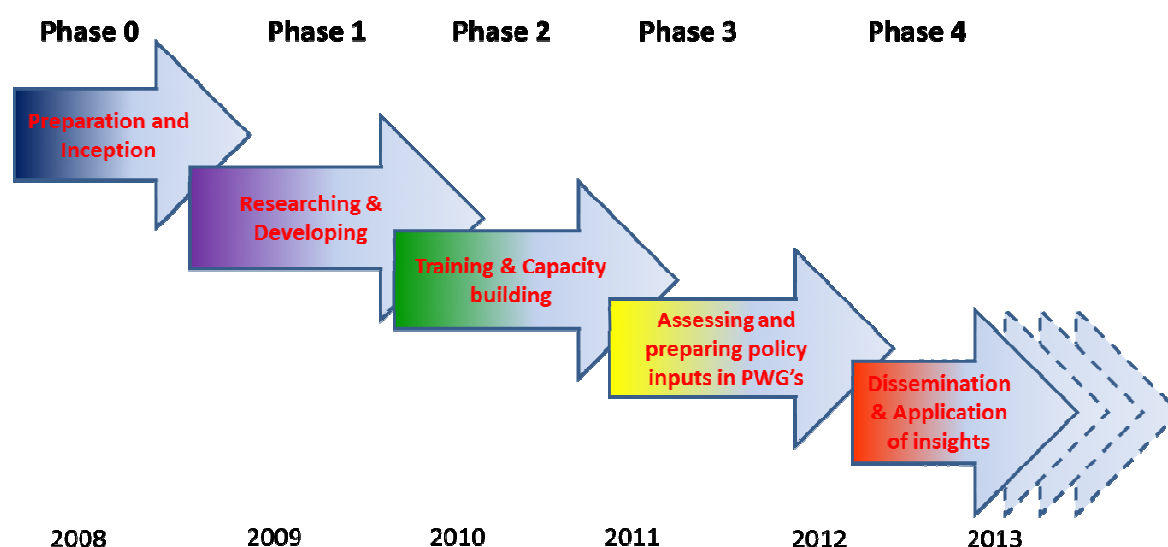 Phase 0 Phase 1 Phase 2 Phase 3 Phase 4
Preparation and
Inception
Researching &
Developing
Training & Capacity
building
Assessing and
preparing policy
inputs in PWG's
Dissemination
& Application
of insights
2008 2009 2010 2011 2012 2013